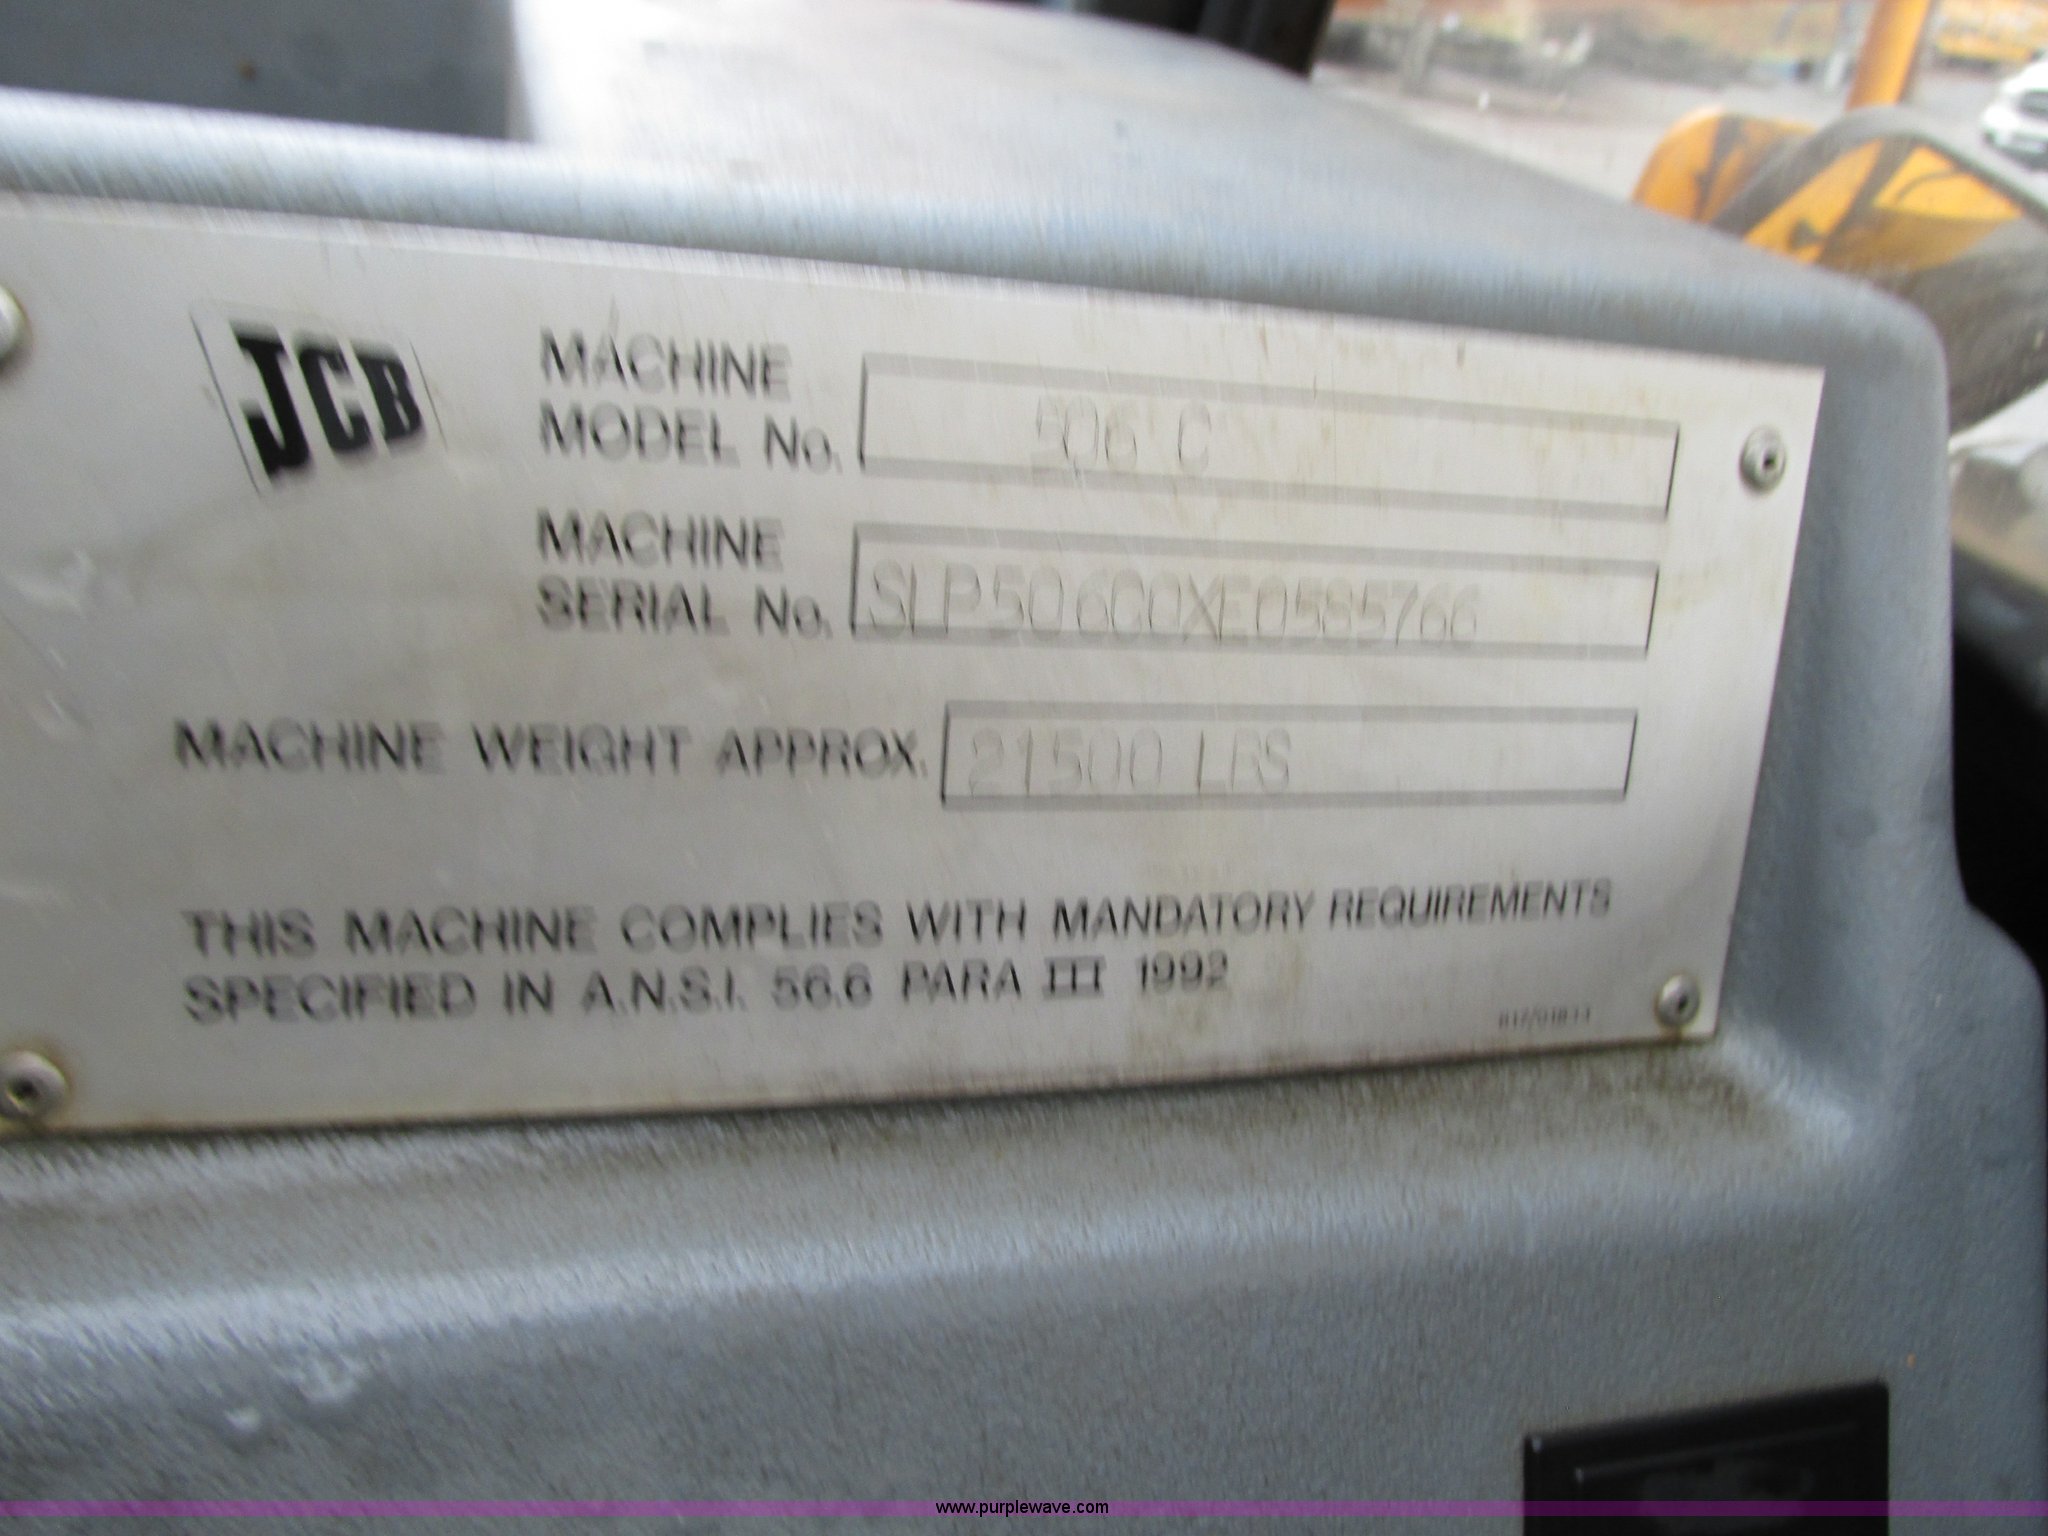 JCB
MACHINE
MODEL No. 506 C
MACHINE
SERIAL No. SLP506C0XE0585766
MACHINE WEIGHT APPROX. 21500 LBS
THIS MACHINE COMPLIES WITH MANDATORY REQUIREMENTS
SPECIFIED IN A.N.S.I. 56.6 PARA III 1992
www.purplewave.com